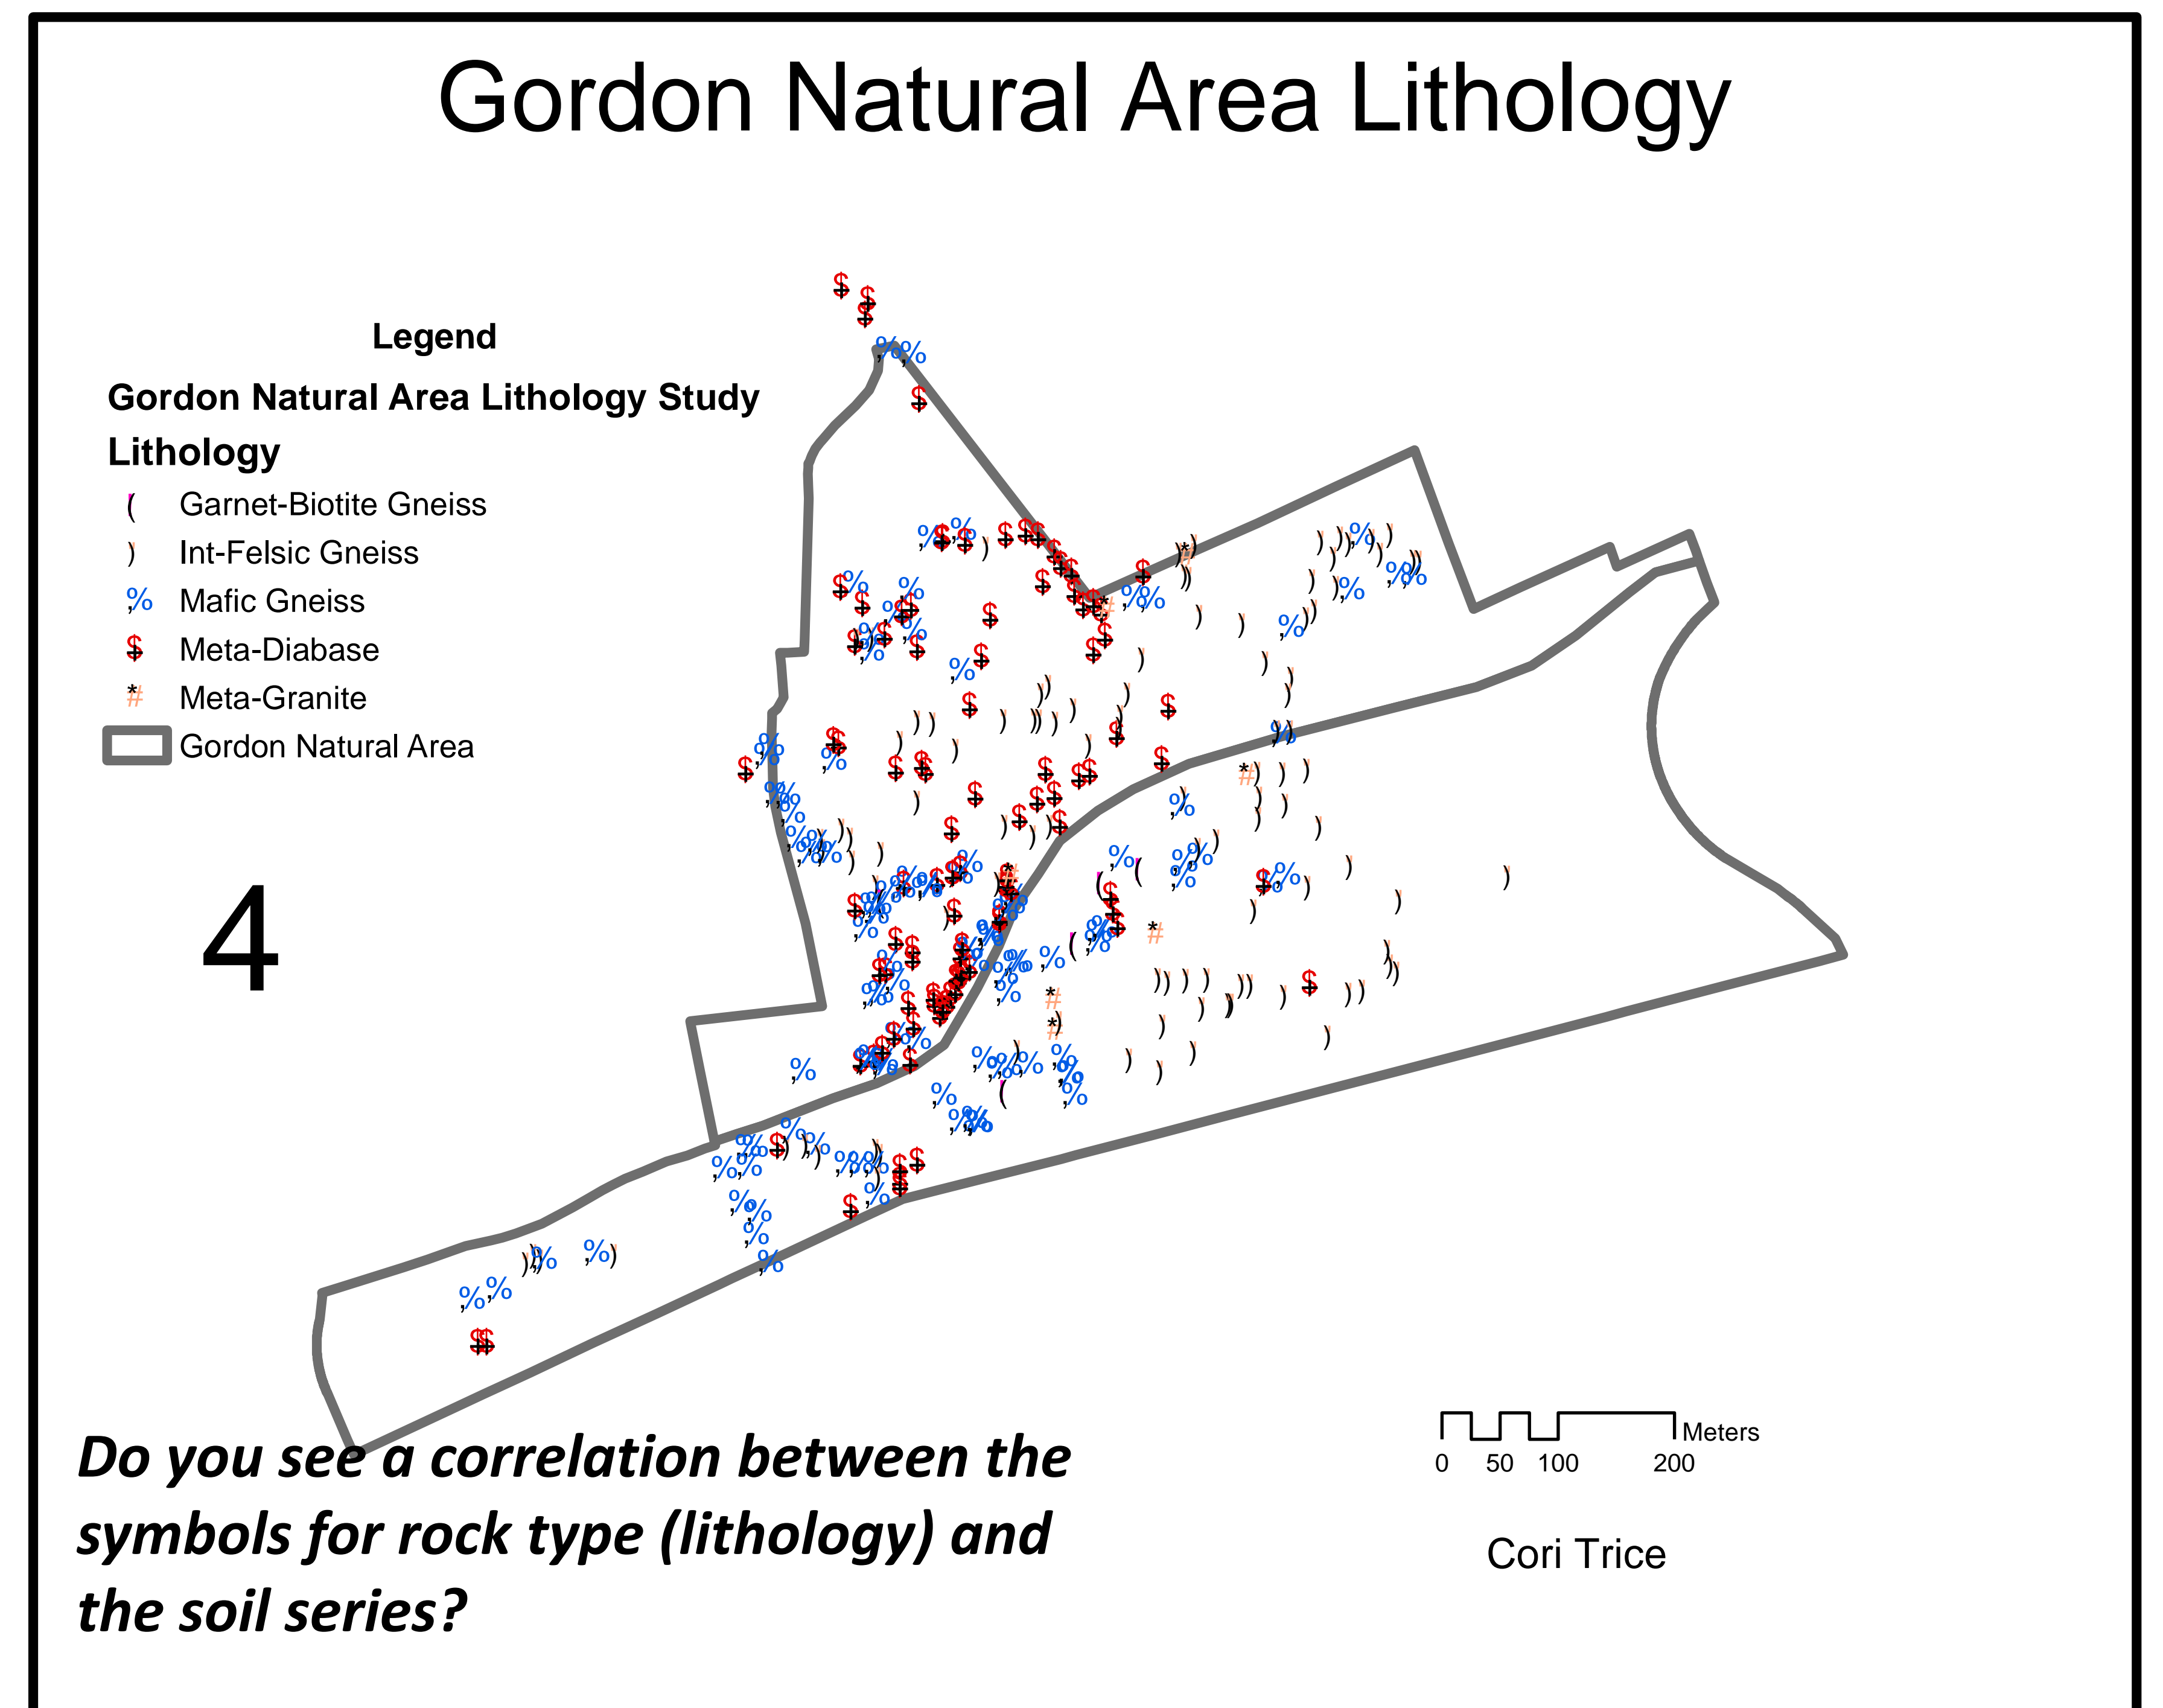 Gordon Natural Area Lithology
Legend
Gordon Natural Area Lithology Study
Lithology
( Garnet-Biotite Gneiss
) Int-Felsic Gneiss
,% Mafic Gneiss
$+ Meta-Diabase
*# Meta-Granite
Gordon Natural Area
4
Meters
0 50 100 200
Cori Trice
Do you see a correlation between the
symbols for rock type (lithology) and
the soil series?